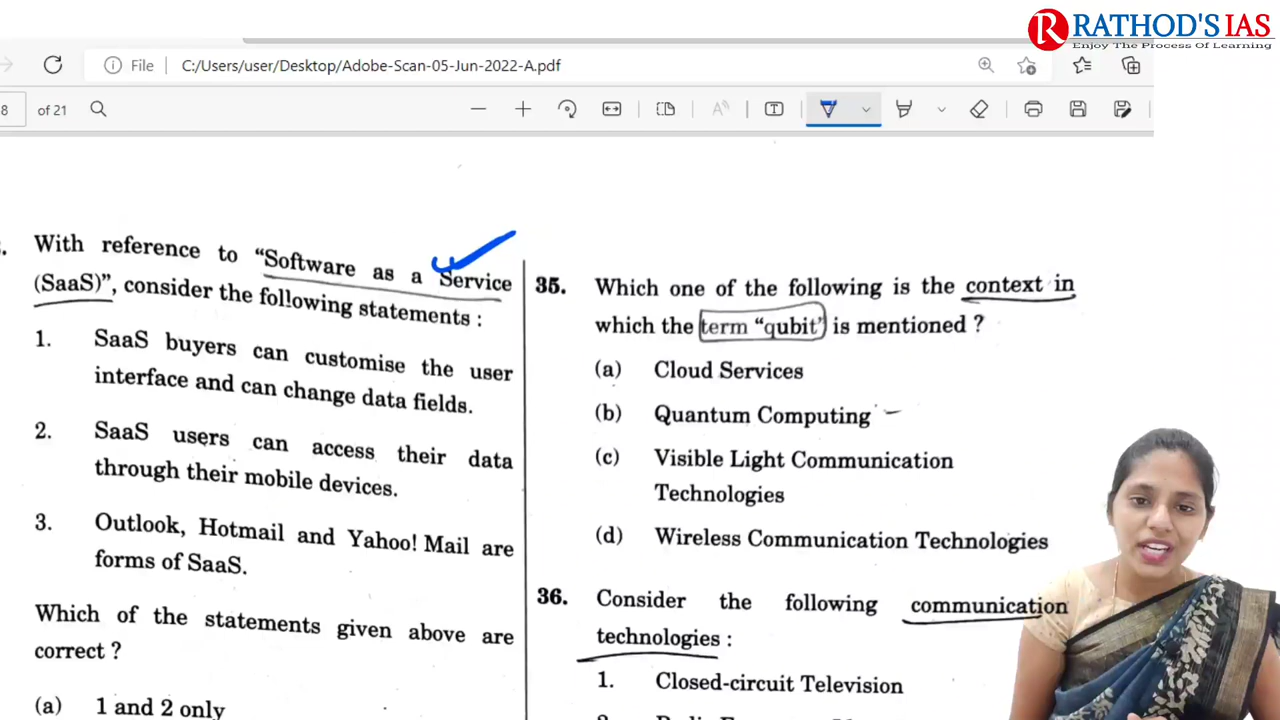 RATHOD'S IAS
Enjoy The Process Of Learning
File
C:/Users/user/Desktop/Adobe-Scan-05-Jun-2022-A.pdf
8
of 21
With reference to “Software as a Service
(SaaS)”, consider the following statements :
1. SaaS buyers can customise the user
interface and can change data fields.
2. SaaS users can access their data
through their mobile devices.
3. Outlook, Hotmail and Yahoo! Mail are
forms of SaaS.
Which of the statements given above are
correct ?
(a) 1 and 2 only
35. Which one of the following is the context in
which the term “qubit” is mentioned ?
(a) Cloud Services
(b) Quantum Computing
(c) Visible Light Communication
Technologies
(d) Wireless Communication Technologies
36. Consider the following communication
technologies :
1. Closed-circuit Television